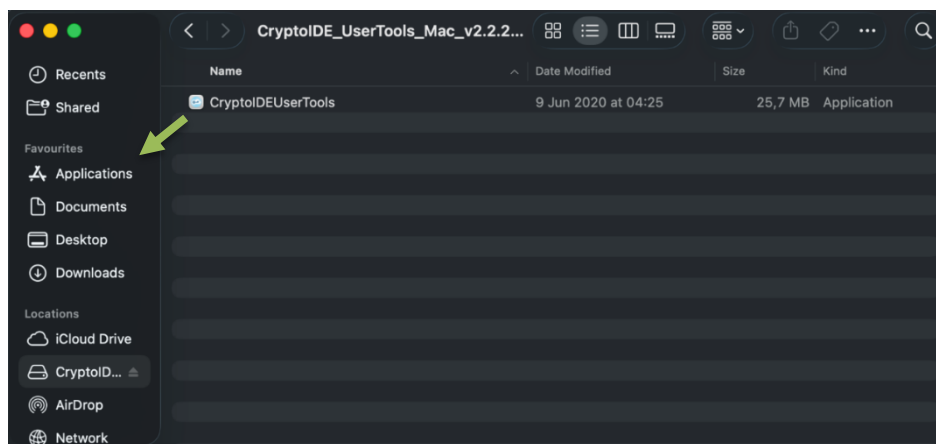 CryptoIDE_UserTools_Mac_v2.2.2...
Recents
Shared
Favourites
Applications
Documents
Desktop
Downloads
Locations
iCloud Drive
CryptoID...
AirDrop
Network
Name Date Modified Size Kind
CryptoIDEUserTools 9 Jun 2020 at 04:25 25,7 MB Application